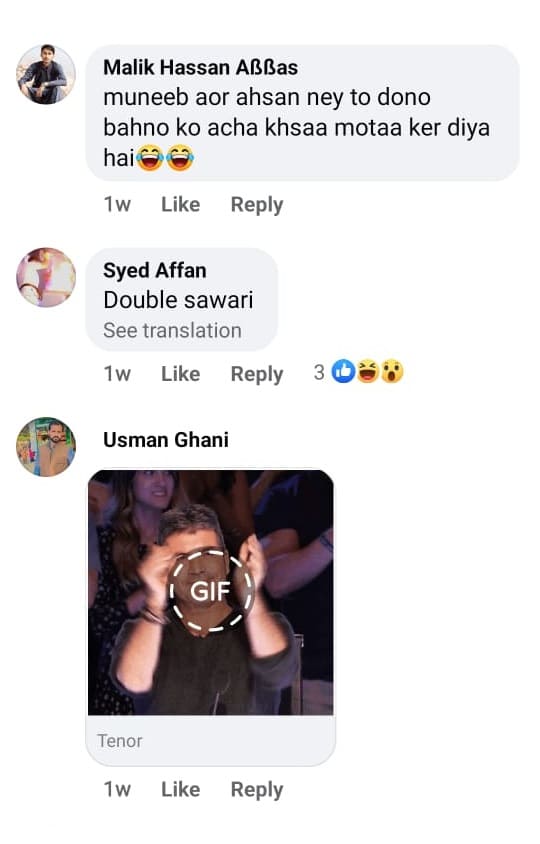 Malik Hassan Aßßas
muneeb aor ahsan ney to dono
bahno ko acha khsaa motaa ker diya
hai😂😂
1w Like Reply
Syed Affan
Double sawari
See translation
1w Like Reply 3 👍😆😮
Usman Ghani
GIF
Tenor
1w Like Reply